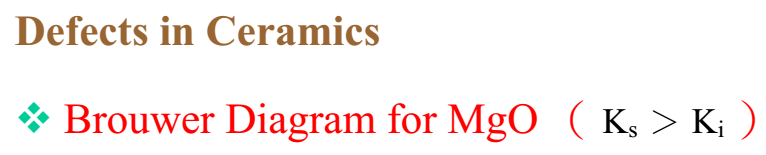 Defects in Ceramics
❖ Brouwer Diagram for MgO （ Kₛ > Kᵢ ）